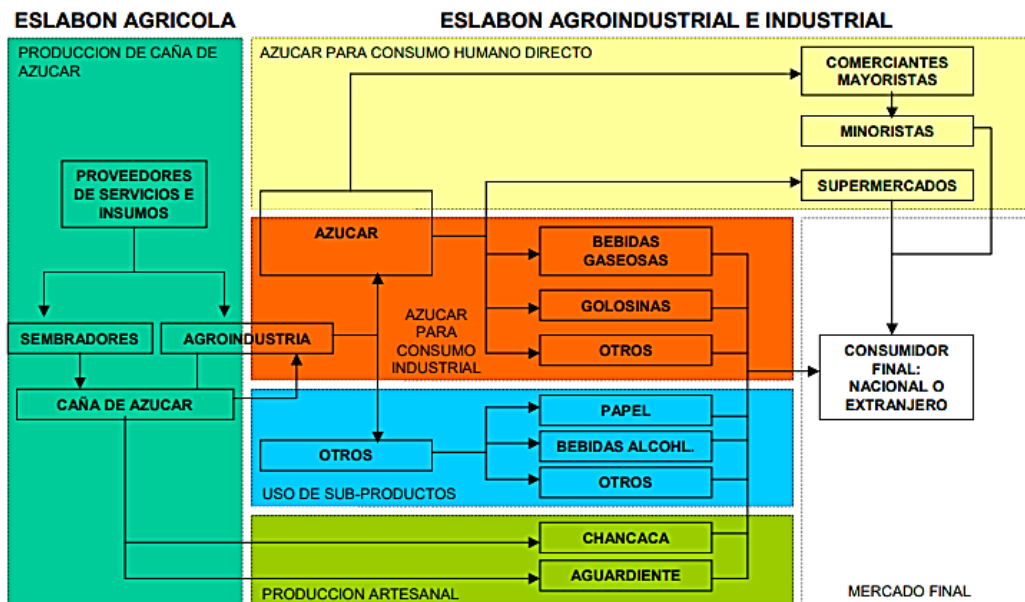 ESLABON AGRICOLA
ESLABON AGROINDUSTRIAL E INDUSTRIAL
PRODUCCION DE CAÑA DE
AZUCAR
PROVEEDORES
DE SERVICIOS E
INSUMOS
SEMBRADORES
AGROINDUSTRIA
CAÑA DE AZUCAR
AZUCAR PARA CONSUMO HUMANO DIRECTO
COMERCIANTES
MAYORISTAS
MINORISTAS
SUPERMERCADOS
AZUCAR
BEBIDAS
GASEOSAS
GOLOSINAS
OTROS
AZUCAR
PARA
CONSUMO
INDUSTRIAL
CONSUMIDOR
FINAL:
NACIONAL O
EXTRANJERO
OTROS
PAPEL
BEBIDAS ALCOHL.
OTROS
USO DE SUB-PRODUCTOS
CHANCACA
AGUARDIENTE
PRODUCCION ARTESANAL
MERCADO FINAL